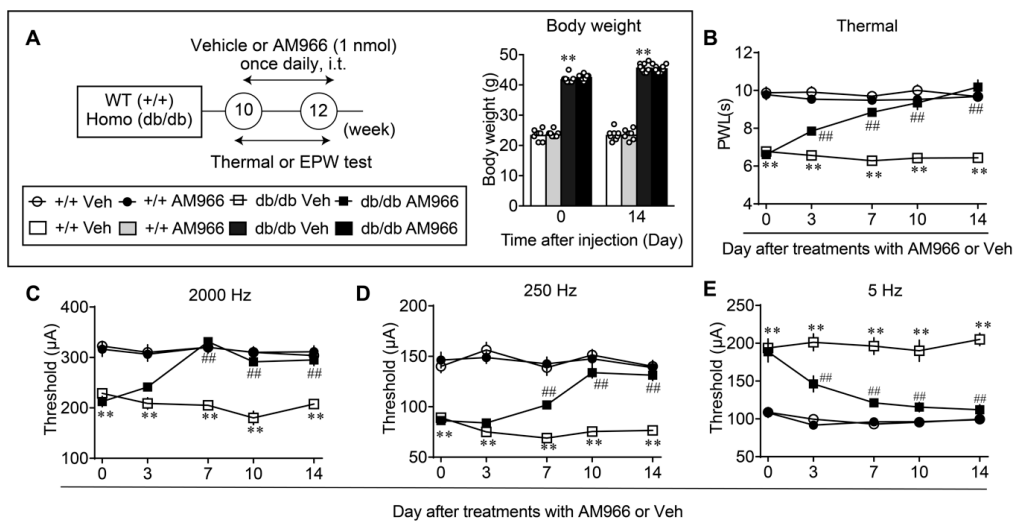 A
Vehicle or AM966 (1 nmol)
once daily, i.t.
WT (+/+)
Homo (db/db)
10
12
(week)
Thermal or EPW test
+/+ Veh
+/+ AM966
db/db Veh
db/db AM966
+/+ Veh
+/+ AM966
db/db Veh
db/db AM966
Body weight
Body weight (g)
50
40
30
20
10
0
**
**
0
14
Time after injection (Day)
B
Thermal
PWL(s)
12
10
8
6
4
**
**
**
**
**
##
##
##
##
0
3
7
10
14
Day after treatments with AM966 or Veh
C
2000 Hz
Threshold (µA)
400
300
200
100
**
**
**
**
**
##
##
##
0
3
7
10
14
D
250 Hz
Threshold (µA)
200
150
100
50
**
**
**
**
**
##
##
##
0
3
7
10
14
E
5 Hz
Threshold (µA)
250
200
150
100
50
**
**
**
**
**
##
##
##
##
0
3
7
10
14
Day after treatments with AM966 or Veh